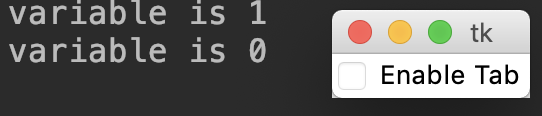 variable is 1
variable is 0
tk
Enable Tab